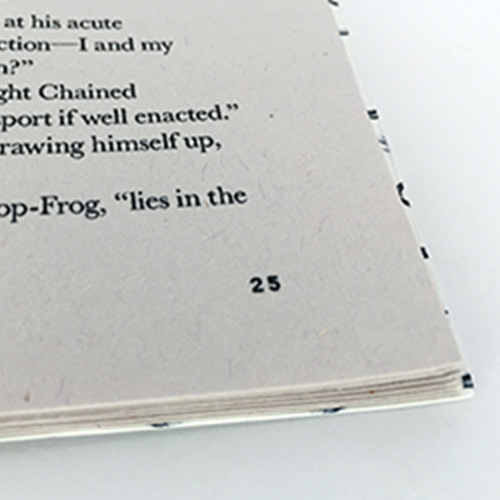 at his acute
ction—I and my
n?”
ght Chained
port if well enacted.”
rawing himself up,
op-Frog, “lies in the
25